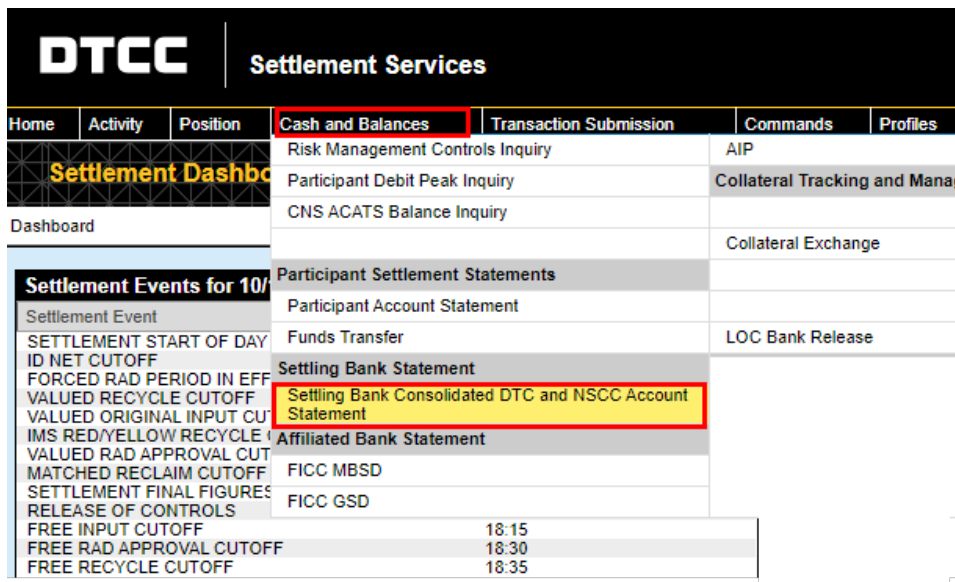 DTCC
Settlement Services
Home Activity Position Cash and Balances Transaction Submission Commands Profiles
Settlement
Dashboard
Risk Management Controls Inquiry
Participant Debit Peak Inquiry
CNS ACATS Balance Inquiry
Participant Settlement Statements
Participant Account Statement
Funds Transfer
Settling Bank Statement
Settling Bank Consolidated DTC and NSCC Account
Statement
Affiliated Bank Statement
FICC MBSD
FICC GSD
AIP
Collateral Tracking and
Collateral Exchange
LOC Bank Release
Settlement Events for 10/
Settlement Event
SETTLEMENT START OF DAY
ID NET CUTOFF
FORCED RAD PERIOD IN
VALUED RECYCLE CUTOFF
VALUED ORIGINAL INPUT
IMS RED/YELLOW RECYCLE
VALUED RAD APPROVAL
MATCHED RECLAIM CUTOFF
SETTLEMENT FINAL FIGURES
RELEASE OF CONTROLS
FREE INPUT CUTOFF 18:15
FREE RAD APPROVAL CUTOFF 18:30
FREE RECYCLE CUTOFF 18:35